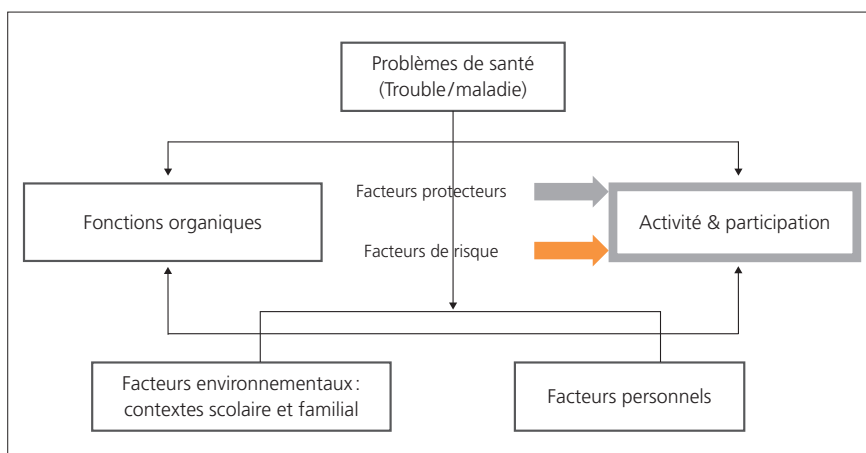 Problèmes de santé
(Trouble/maladie)
Facteurs protecteurs
Fonctions organiques
Activité & participation
Facteurs de risque
Facteurs environnementaux :
contextes scolaire et familial
Facteurs personnels